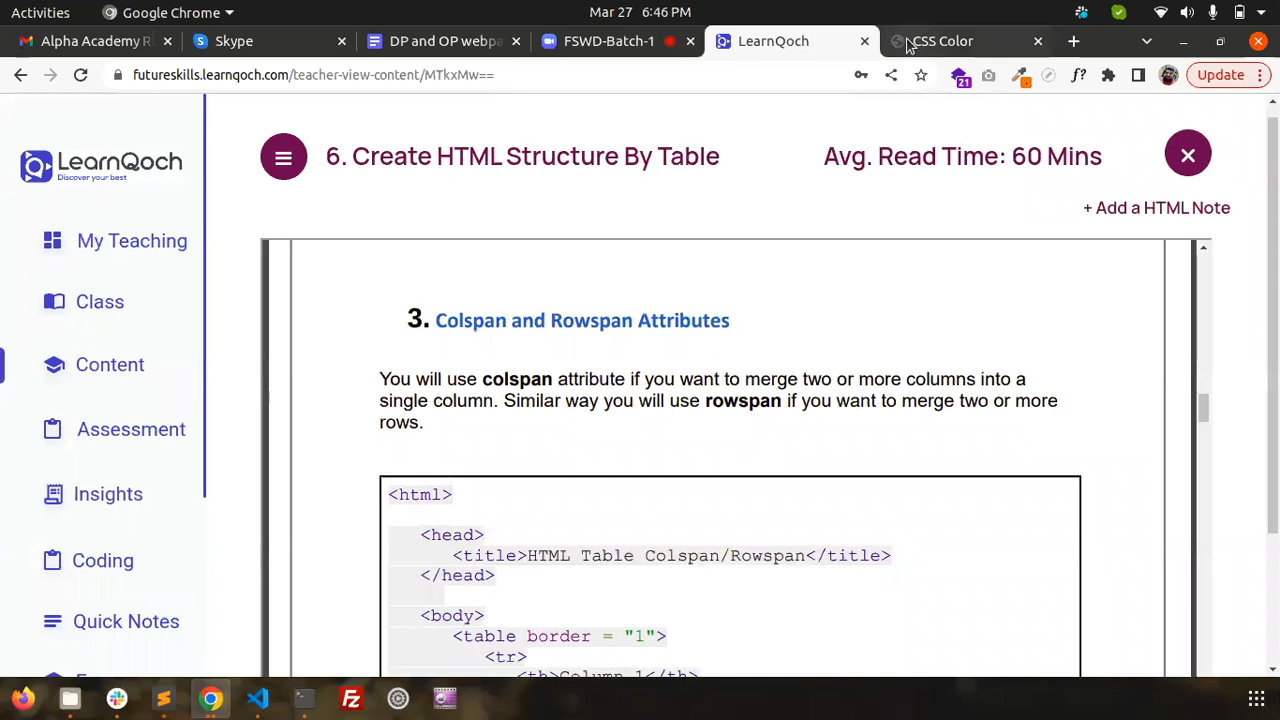 Activities
Google Chrome
Mar 27 6:46 PM
Alpha Academy R
Skype
DP and OP webpa
FSWD-Batch-1
LearnQoch
CSS Color
futureskills.learnqoch.com/teacher-view-content/MTkxMw==
21
f?
Update
LearnQoch
Discover your best
6. Create HTML Structure By Table
Avg. Read Time: 60 Mins
+ Add a HTML Note
My Teaching
Class
Content
Assessment
Insights
Coding
Quick Notes
3. Colspan and Rowspan Attributes
You will use colspan attribute if you want to merge two or more columns into a
single column. Similar way you will use rowspan if you want to merge two or more
rows.
<html>
<head>
<title>HTML Table Colspan/Rowspan</title>
</head>
<body>
<table border = "1">
<tr>
<th>Column 1</th>